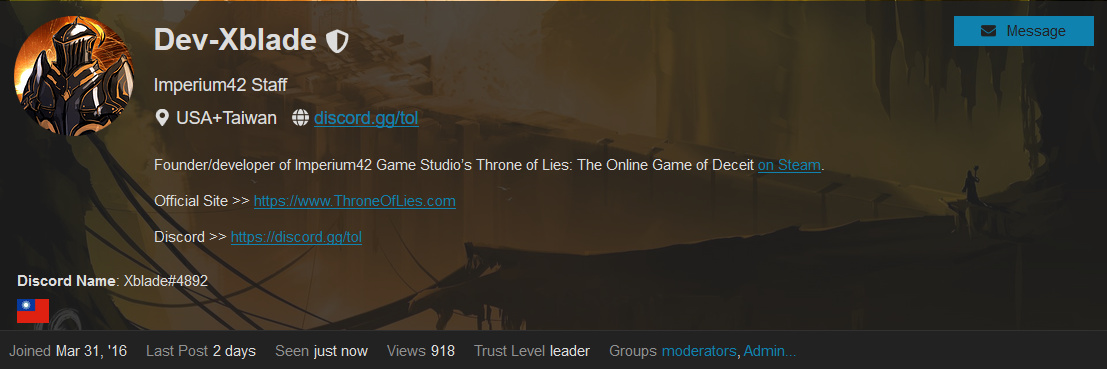 Dev-Xblade
Message
Imperium42 Staff
USA+Taiwan discord.gg/tol
Founder/developer of Imperium42 Game Studio's Throne of Lies: The Online Game of Deceit on Steam.
Official Site >> https://www.ThroneOfLies.com
Discord >> https://discord.gg/tol
Discord Name: Xblade#4892
Joined Mar 31, '16 Last Post 2 days Seen just now Views 918 Trust Level leader Groups moderators, Admin...